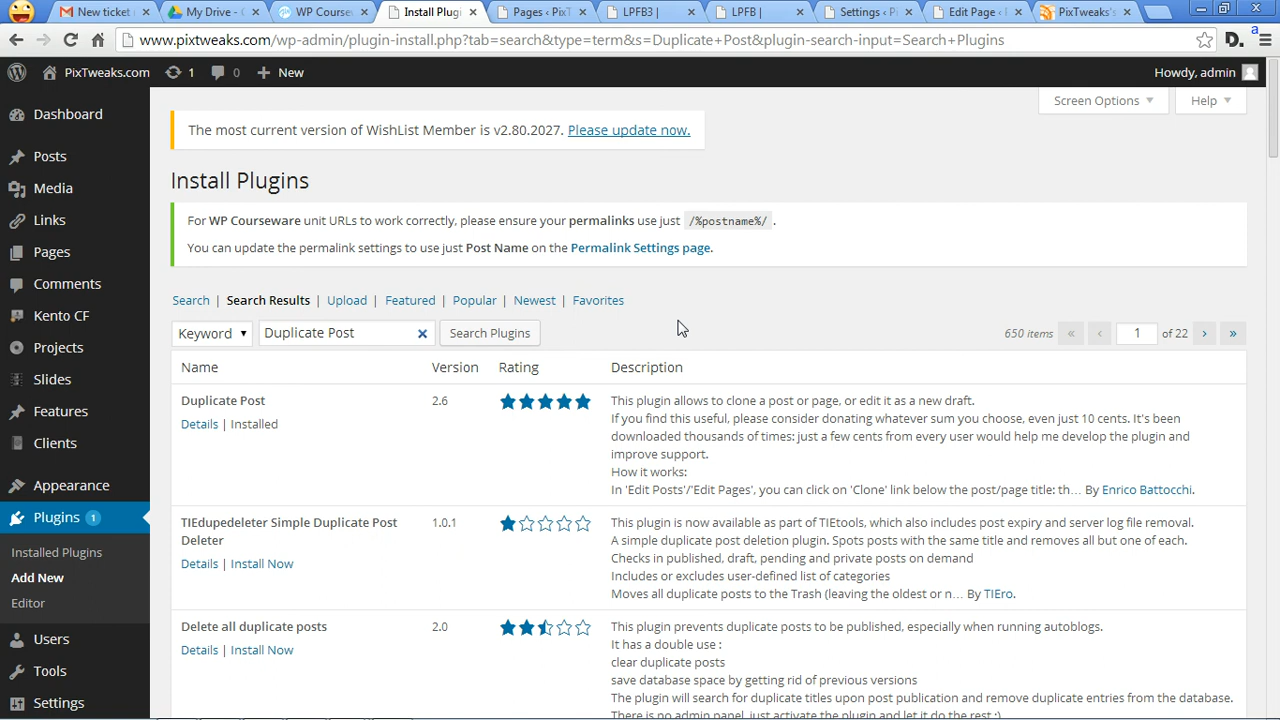 New ticket
My Drive -
WP Course
Install Plugi
Pages ‹ PixT
LPFB3 |
LPFB |
Settings ‹ Pi
Edit Page ‹
PixTweaks's
www.pixtweaks.com/wp-admin/plugin-install.php?tab=search&type=term&s=Duplicate+Post&plugin-search-input=Search+Plugins
D.
a
PixTweaks.com
1
0
New
Howdy, admin
Screen Options
Help
Dashboard
Posts
Media
Links
Pages
Comments
Kento CF
Projects
Slides
Features
Clients
Appearance
Plugins 1
Installed Plugins
Add New
Editor
Users
Tools
Settings
The most current version of WishList Member is v2.80.2027. Please update now.
Install Plugins
For WP Courseware unit URLs to work correctly, please ensure your permalinks use just /%postname%/ .
You can update the permalink settings to use just Post Name on the Permalink Settings page.
Search | Search Results | Upload | Featured | Popular | Newest | Favorites
Keyword Duplicate Post Search Plugins 650 items « ‹ 1 of 22 › »
Name Version Rating Description
Duplicate Post 2.6 This plugin allows to clone a post or page, or edit it as a new draft.
Details | Installed
If you find this useful, please consider donating whatever sum you choose, even just 10 cents. It's been
downloaded thousands of times: just a few cents from every user would help me develop the plugin and
improve support.
How it works:
In 'Edit Posts'/'Edit Pages', you can click on 'Clone' link below the post/page title: th… By Enrico Battocchi.
TIEdupedeleter Simple Duplicate Post
Deleter
1.0.1
Details | Install Now
This plugin is now available as part of TIEtools, which also includes post expiry and server log file removal.
A simple duplicate post deletion plugin. Spots posts with the same title and removes all but one of each.
Checks in published, draft, pending and private posts on demand
Includes or excludes user-defined list of categories
Moves all duplicate posts to the Trash (leaving the oldest or n… By TIEro.
Delete all duplicate posts 2.0
Details | Install Now
This plugin prevents duplicate posts to be published, especially when running autoblogs.
It has a double use :
clear duplicate posts
save database space by getting rid of previous versions
The plugin will search for duplicate titles upon post publication and remove duplicate entries from the database.
There is no admin panel, just activate the plugin and let it do the rest :)